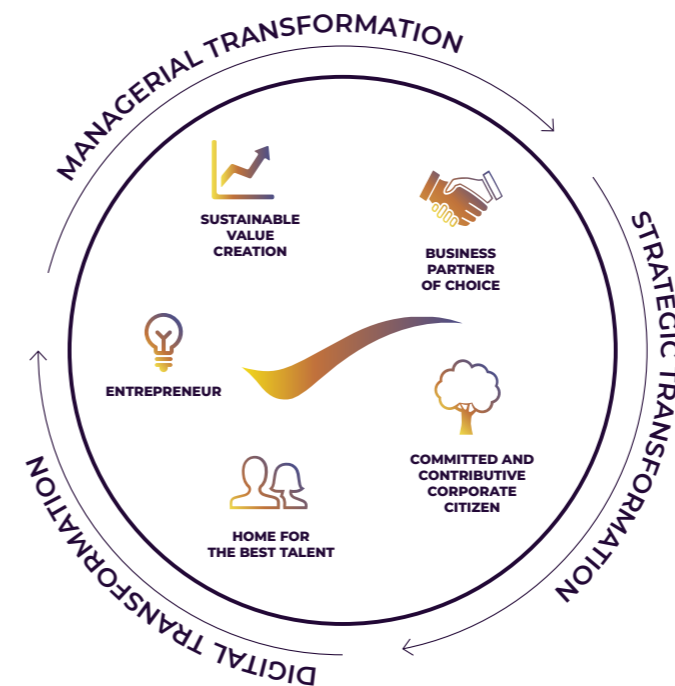 MANAGERIAL TRANSFORMATION
STRATEGIC TRANSFORMATION
DIGITAL TRANSFORMATION
SUSTAINABLE
VALUE
CREATION
BUSINESS
PARTNER
OF CHOICE
ENTREPRENEUR
COMMITTED AND
CONTRIBUTIVE
CORPORATE
CITIZEN
HOME FOR
THE BEST TALENT